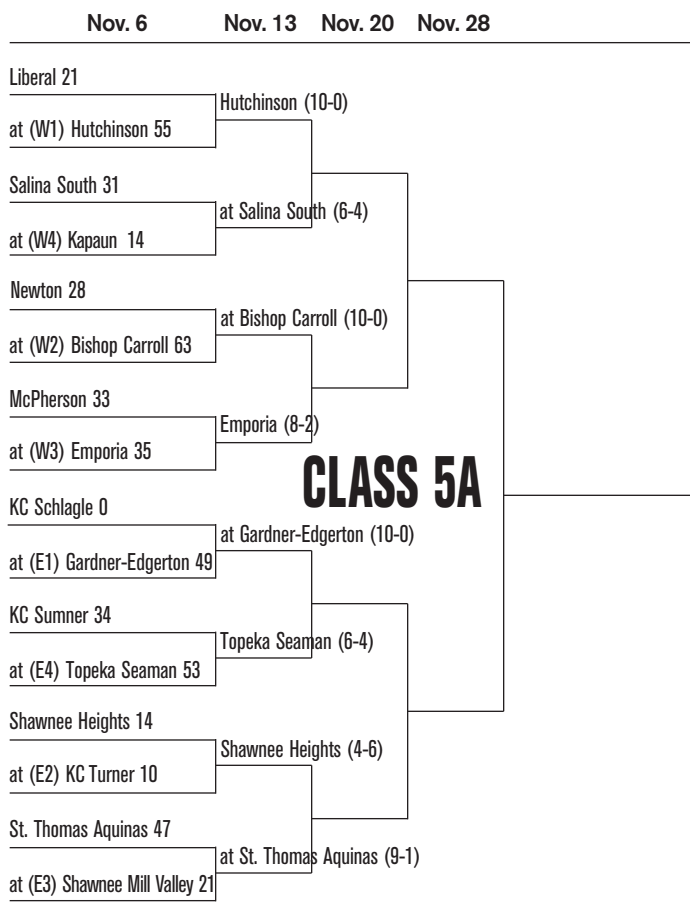 Nov. 6 Nov. 13 Nov. 20 Nov. 28
Liberal 21
Hutchinson (10-0)
at (W1) Hutchinson 55
Salina South 31
at Salina South (6-4)
at (W4) Kapaun 14
Newton 28
at Bishop Carroll (10-0)
at (W2) Bishop Carroll 63
McPherson 33
Emporia (8-2)
at (W3) Emporia 35
CLASS 5A
KC Schlagle 0
at Gardner-Edgerton (10-0)
at (E1) Gardner-Edgerton 49
KC Sumner 34
Topeka Seaman (6-4)
at (E4) Topeka Seaman 53
Shawnee Heights 14
Shawnee Heights (4-6)
at (E2) KC Turner 10
St. Thomas Aquinas 47
at St. Thomas Aquinas (9-1)
at (E3) Shawnee Mill Valley 21